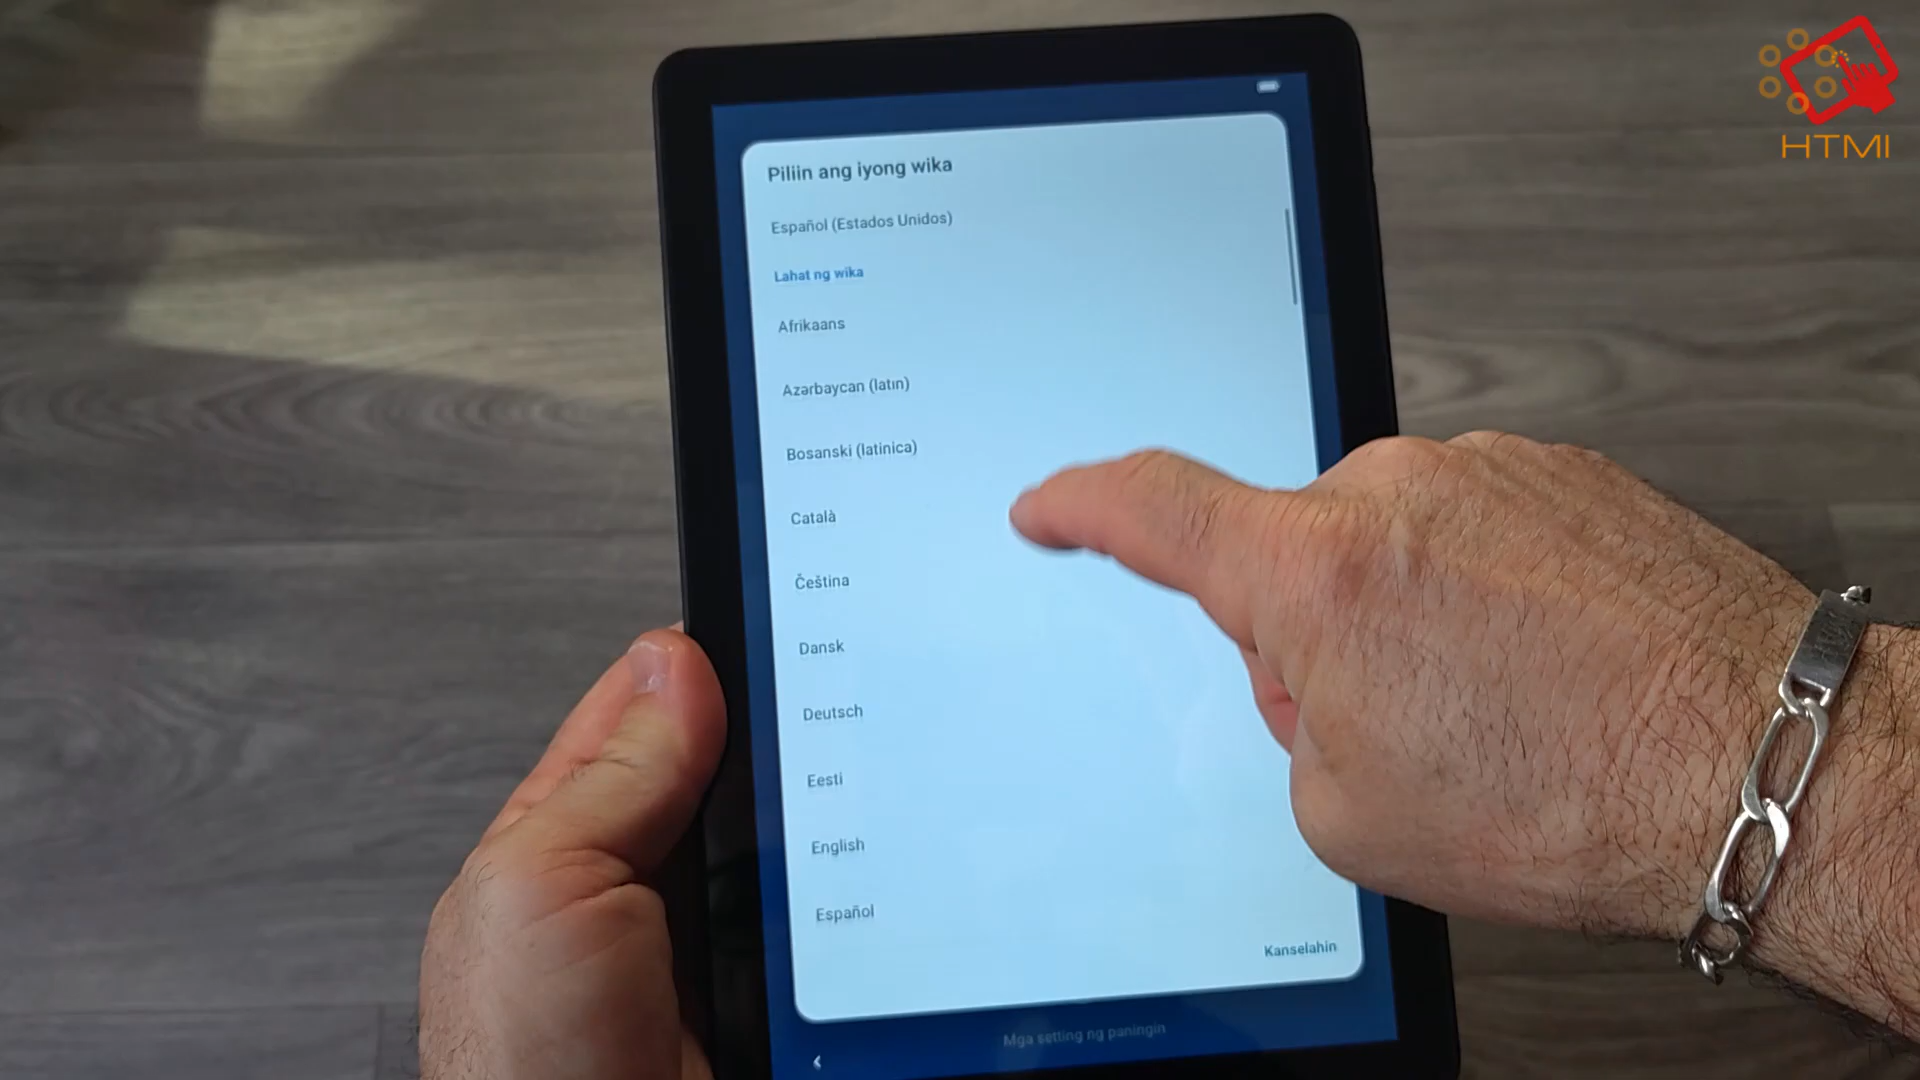 HTMI
Piliin ang iyong wika
Español (Estados Unidos)
Lahat ng wika
Afrikaans
Azərbaycan (latın)
Bosanski (latinica)
Català
Čeština
Dansk
Deutsch
Eesti
English
Español
Kanselahin
Mga setting ng paningin